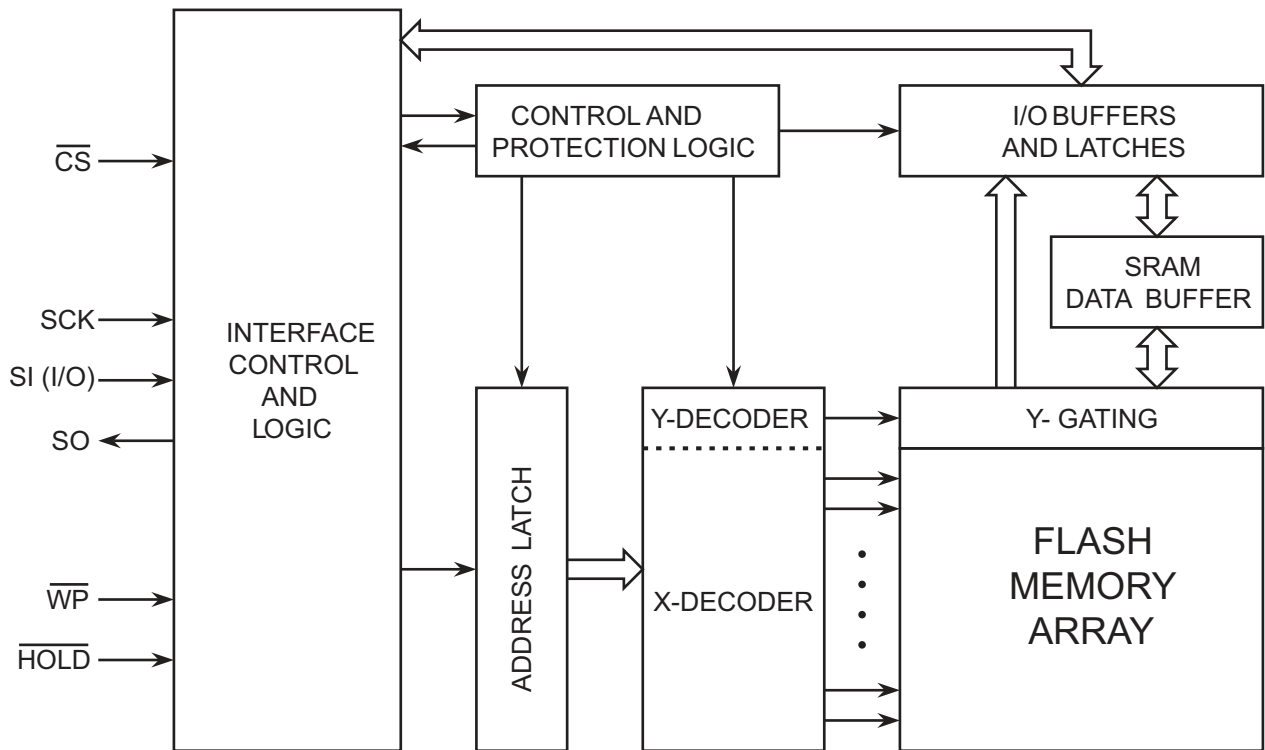 CS
SCK
SI (I/O)
SO
WP
HOLD
INTERFACE
CONTROL
AND
LOGIC
CONTROL AND
PROTECTION LOGIC
I/O BUFFERS
AND LATCHES
SRAM
DATA BUFFER
ADDRESS LATCH
Y-DECODER
X-DECODER
Y- GATING
FLASH
MEMORY
ARRAY